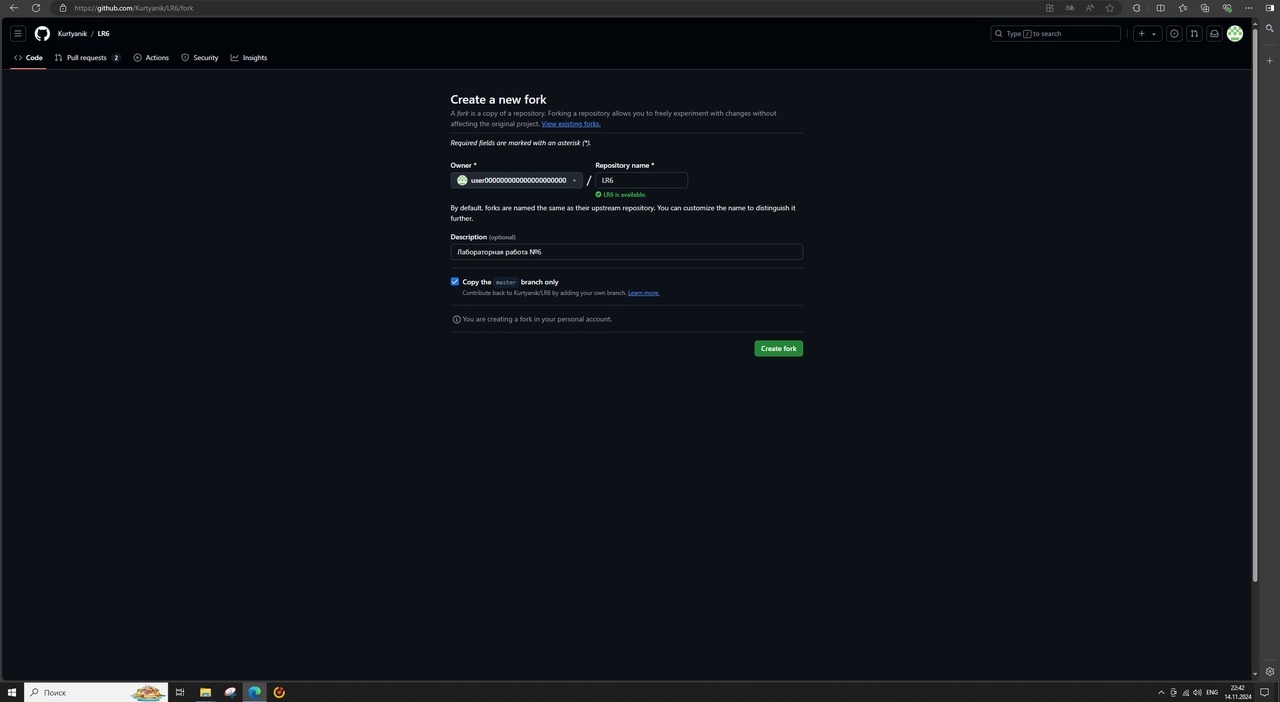 https://github.com/Kurtyanik/LR6/fork
Kurtyanik / LR6
Type / to search
Code
Pull requests 2
Actions
Security
Insights
Create a new fork
A fork is a copy of a repository. Forking a repository allows you to freely experiment with changes without
affecting the original project. View existing forks.
Required fields are marked with an asterisk (*).
Owner *
Repository name *
/
LR6
LR6 is available.
By default, forks are named the same as their upstream repository. You can customize the name to distinguish it
further.
Description (optional)
Лабораторная работа №6
Copy the master branch only
Contribute back to Kurtyanik/LR6 by adding your own branch. Learn more.
You are creating a fork in your personal account.
Create fork
Поиск
ENG
22:42
14.11.2024